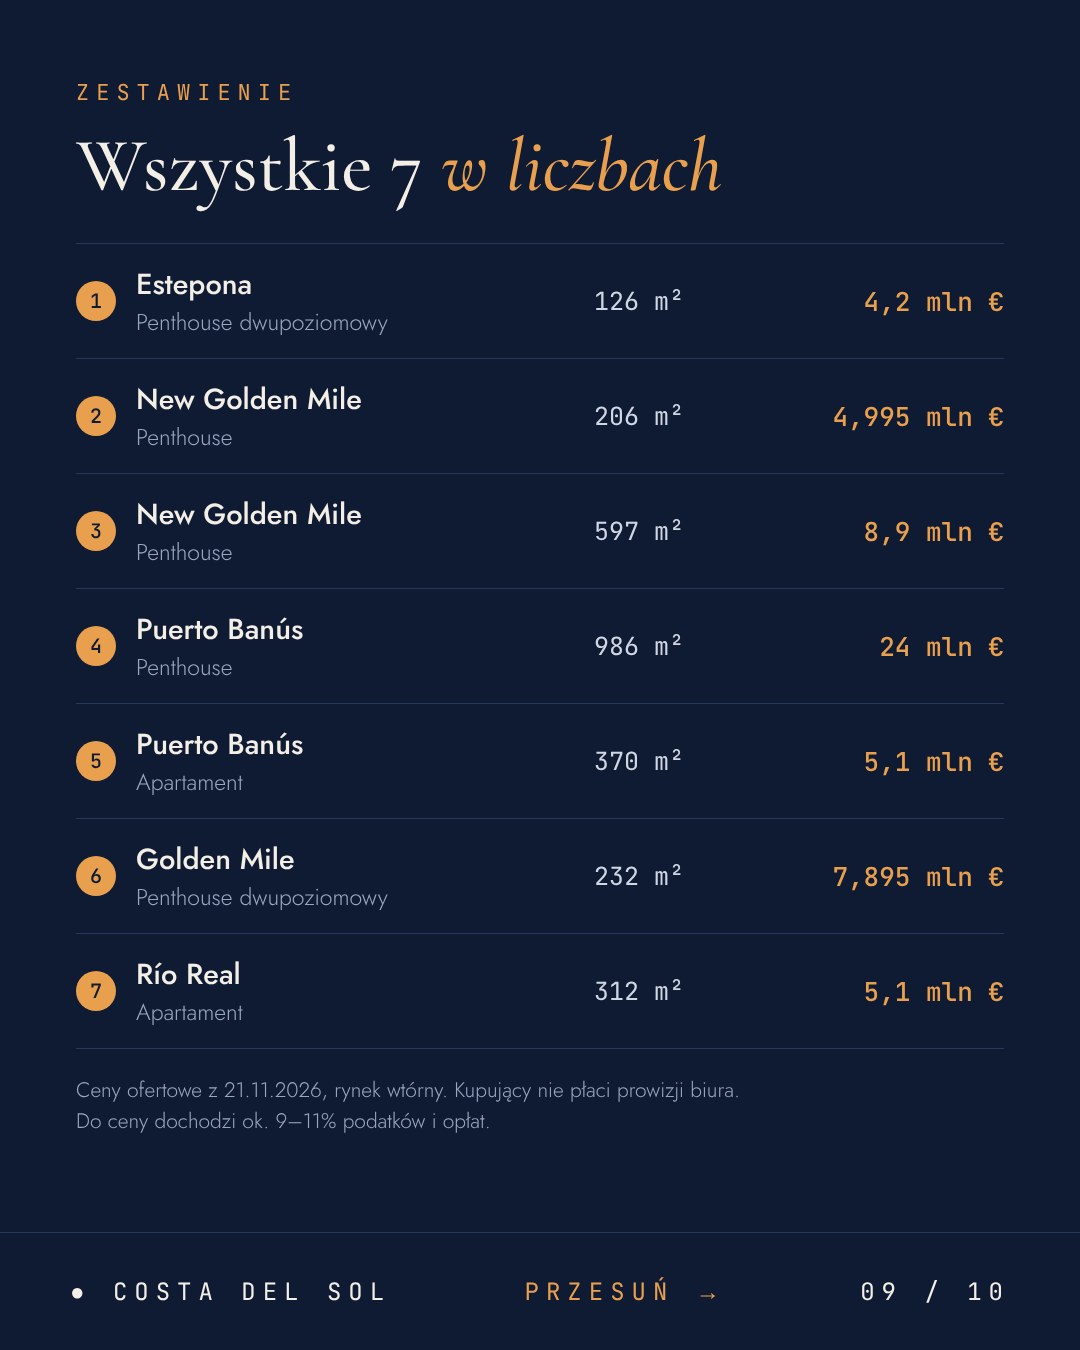 ZESTAWIENIE
Wszystkie 7 w liczbach
1 Estepona 126 m² 4,2 mln €
Penthouse dwupoziomowy
2 New Golden Mile 206 m² 4,995 mln €
Penthouse
3 New Golden Mile 597 m² 8,9 mln €
Penthouse
4 Puerto Banús 986 m² 24 mln €
Penthouse
5 Puerto Banús 370 m² 5,1 mln €
Apartament
6 Golden Mile 232 m² 7,895 mln €
Penthouse dwupoziomowy
7 Río Real 312 m² 5,1 mln €
Apartament
Ceny ofertowe z 21.11.2026, rynek wtórny. Kupujący nie płaci prowizji biura.
Do ceny dochodzi ok. 9–11% podatków i opłat.
• COSTA DEL SOL PRZESUŃ → 09 / 10